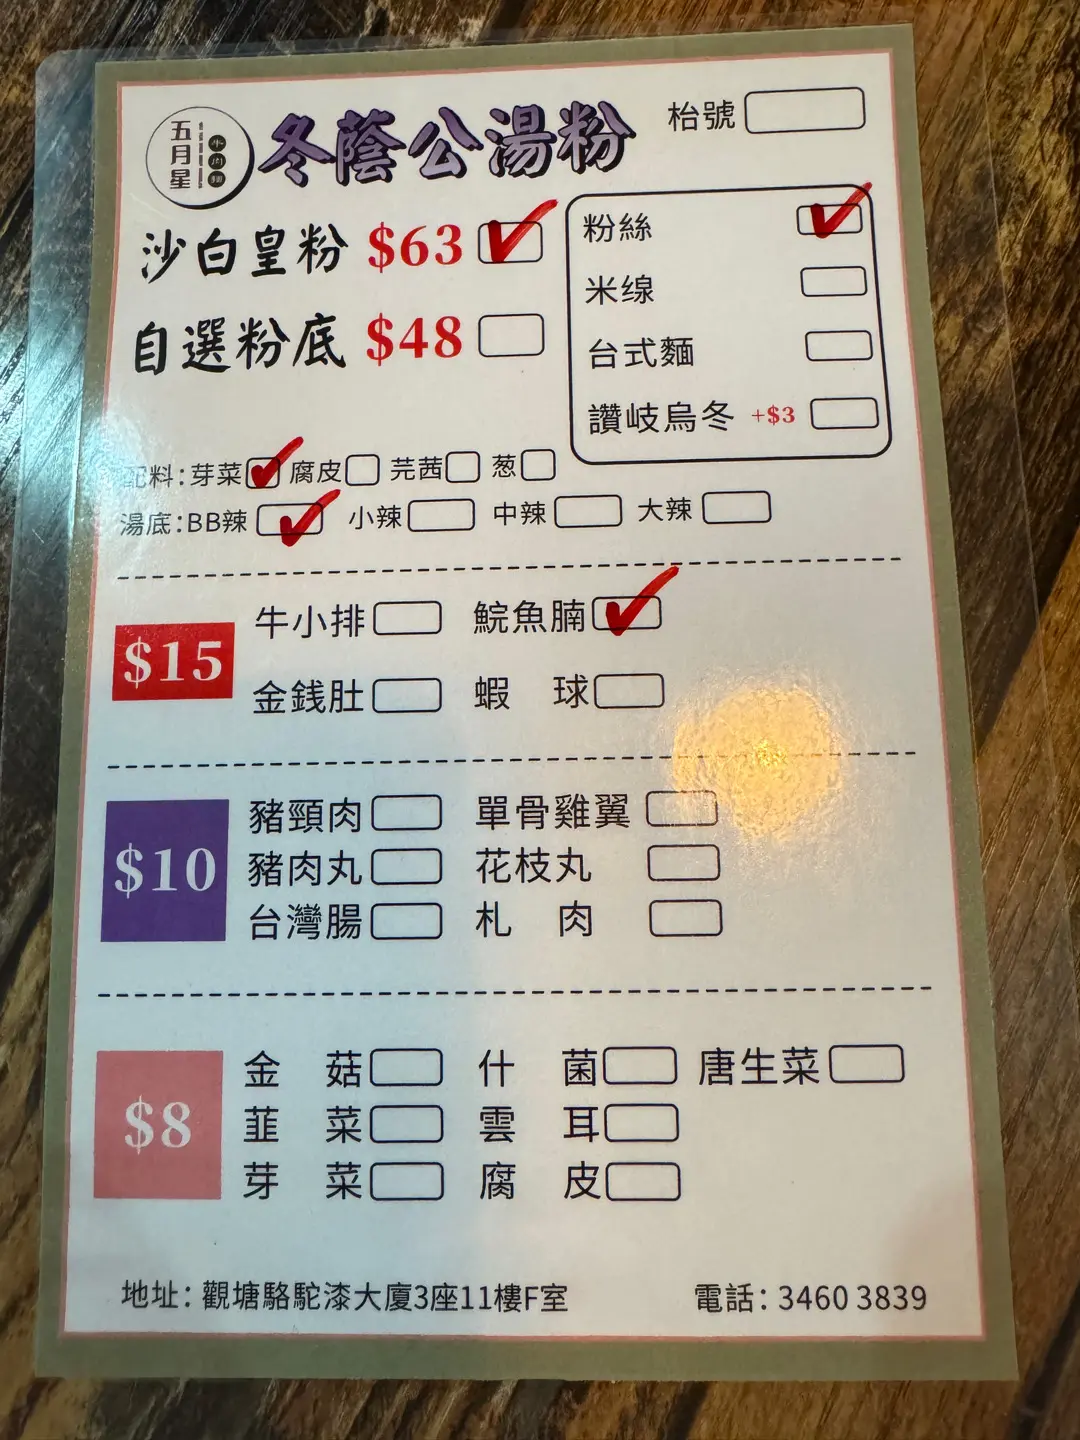 五月星
牛肉麵
冬蔭公湯粉
枱號
沙白皇粉 $63
自選粉底 $48
粉絲
米线
台式麵
讚岐烏冬 +$3
配料：芽菜 腐皮 芫茜 葱
湯底：BB辣 小辣 中辣 大辣
$15
牛小排 鯇魚腩
金銭肚 蝦 球
$10
豬頸肉 單骨雞翼
豬肉丸 花枝丸
台灣腸 札 肉
$8
金 菇 什 菌 唐生菜
韮 菜 雲 耳
芽 菜 腐 皮
地址：觀塘駱駝漆大廈3座11樓F室 電話：3460 3839